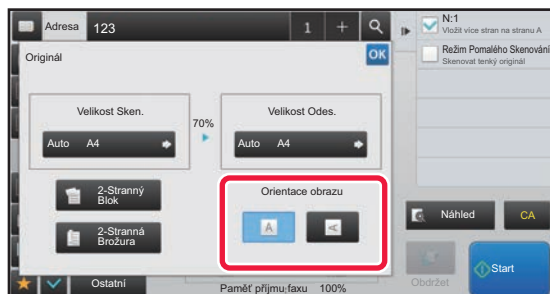 Adresa 123 1 +
N:1
Vložit více stran na stranu A
OK
Režim Pomalého Skenování
Skenovat tenký originál
Originál
Velikost Sken.
70%
Velikost Odes.
Auto A4
Auto A4
2-Stranný
Blok
Orientace obrazu
A A
2-Stranná
Brožura
Náhled
CA
Ostatní
Paměť příjmu faxu 100%
Obdržet
Start